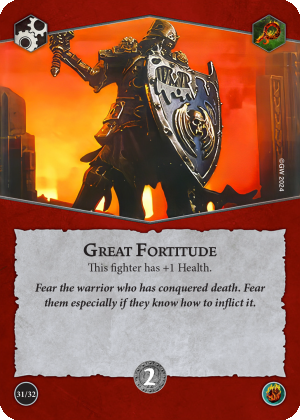 ©GW 2024
GREAT FORTITUDE
This fighter has +1 Health.
Fear the warrior who has conquered death. Fear
them especially if they know how to inflict it.
31/32
2